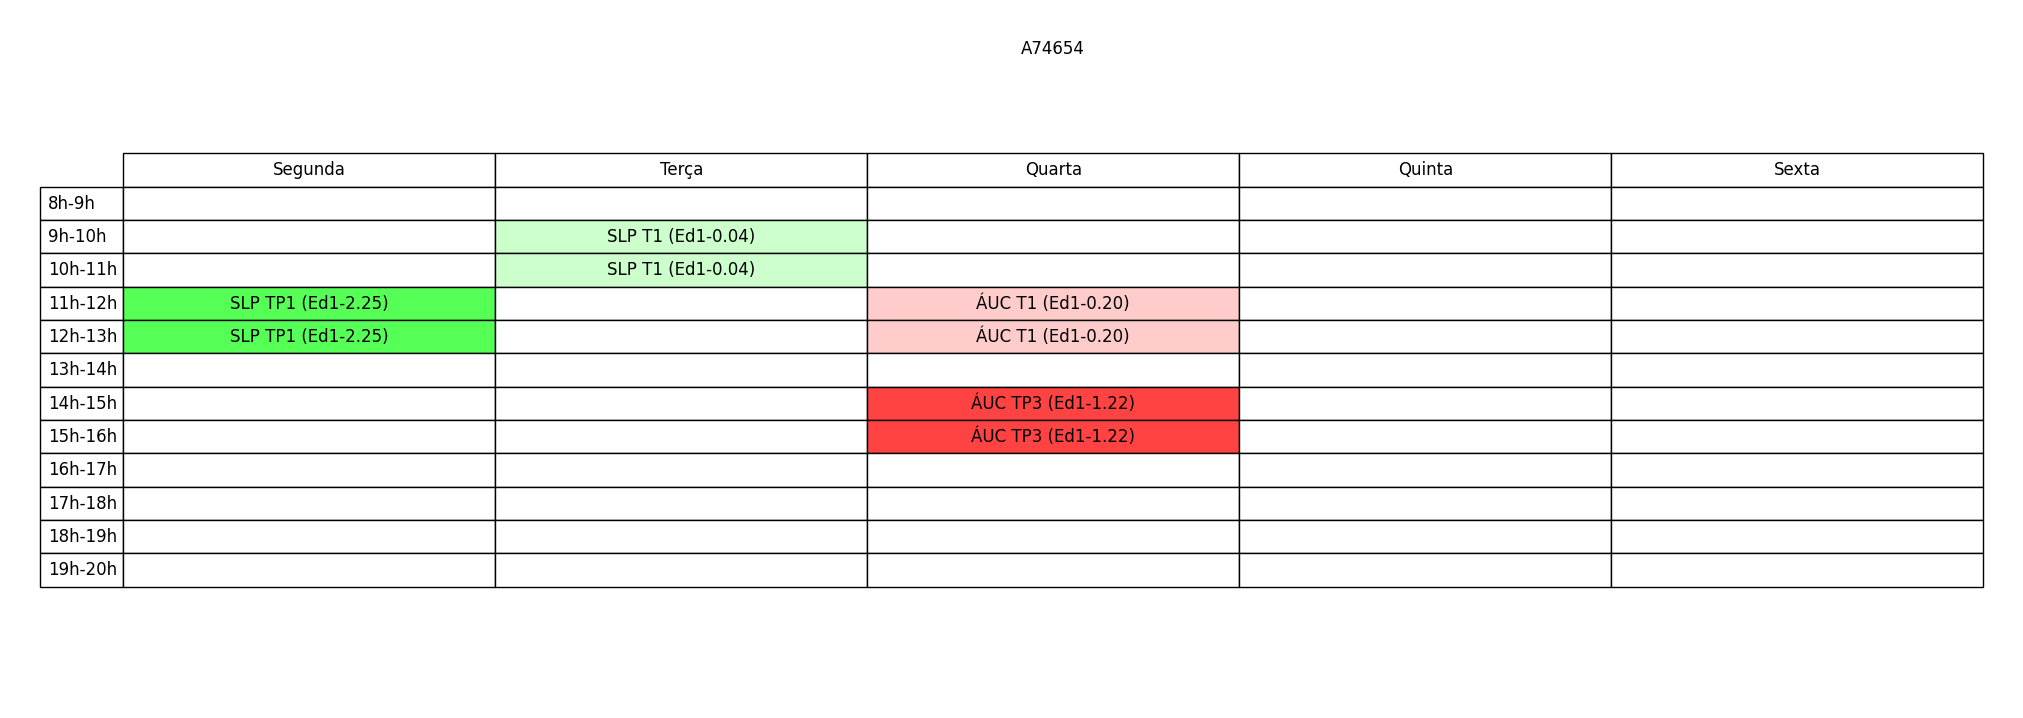 A74654
Segunda Terça Quarta Quinta Sexta
8h-9h
9h-10h SLP T1 (Ed1-0.04)
10h-11h SLP T1 (Ed1-0.04)
11h-12h SLP TP1 (Ed1-2.25) ÁUC T1 (Ed1-0.20)
12h-13h SLP TP1 (Ed1-2.25) ÁUC T1 (Ed1-0.20)
13h-14h
14h-15h ÁUC TP3 (Ed1-1.22)
15h-16h ÁUC TP3 (Ed1-1.22)
16h-17h
17h-18h
18h-19h
19h-20h